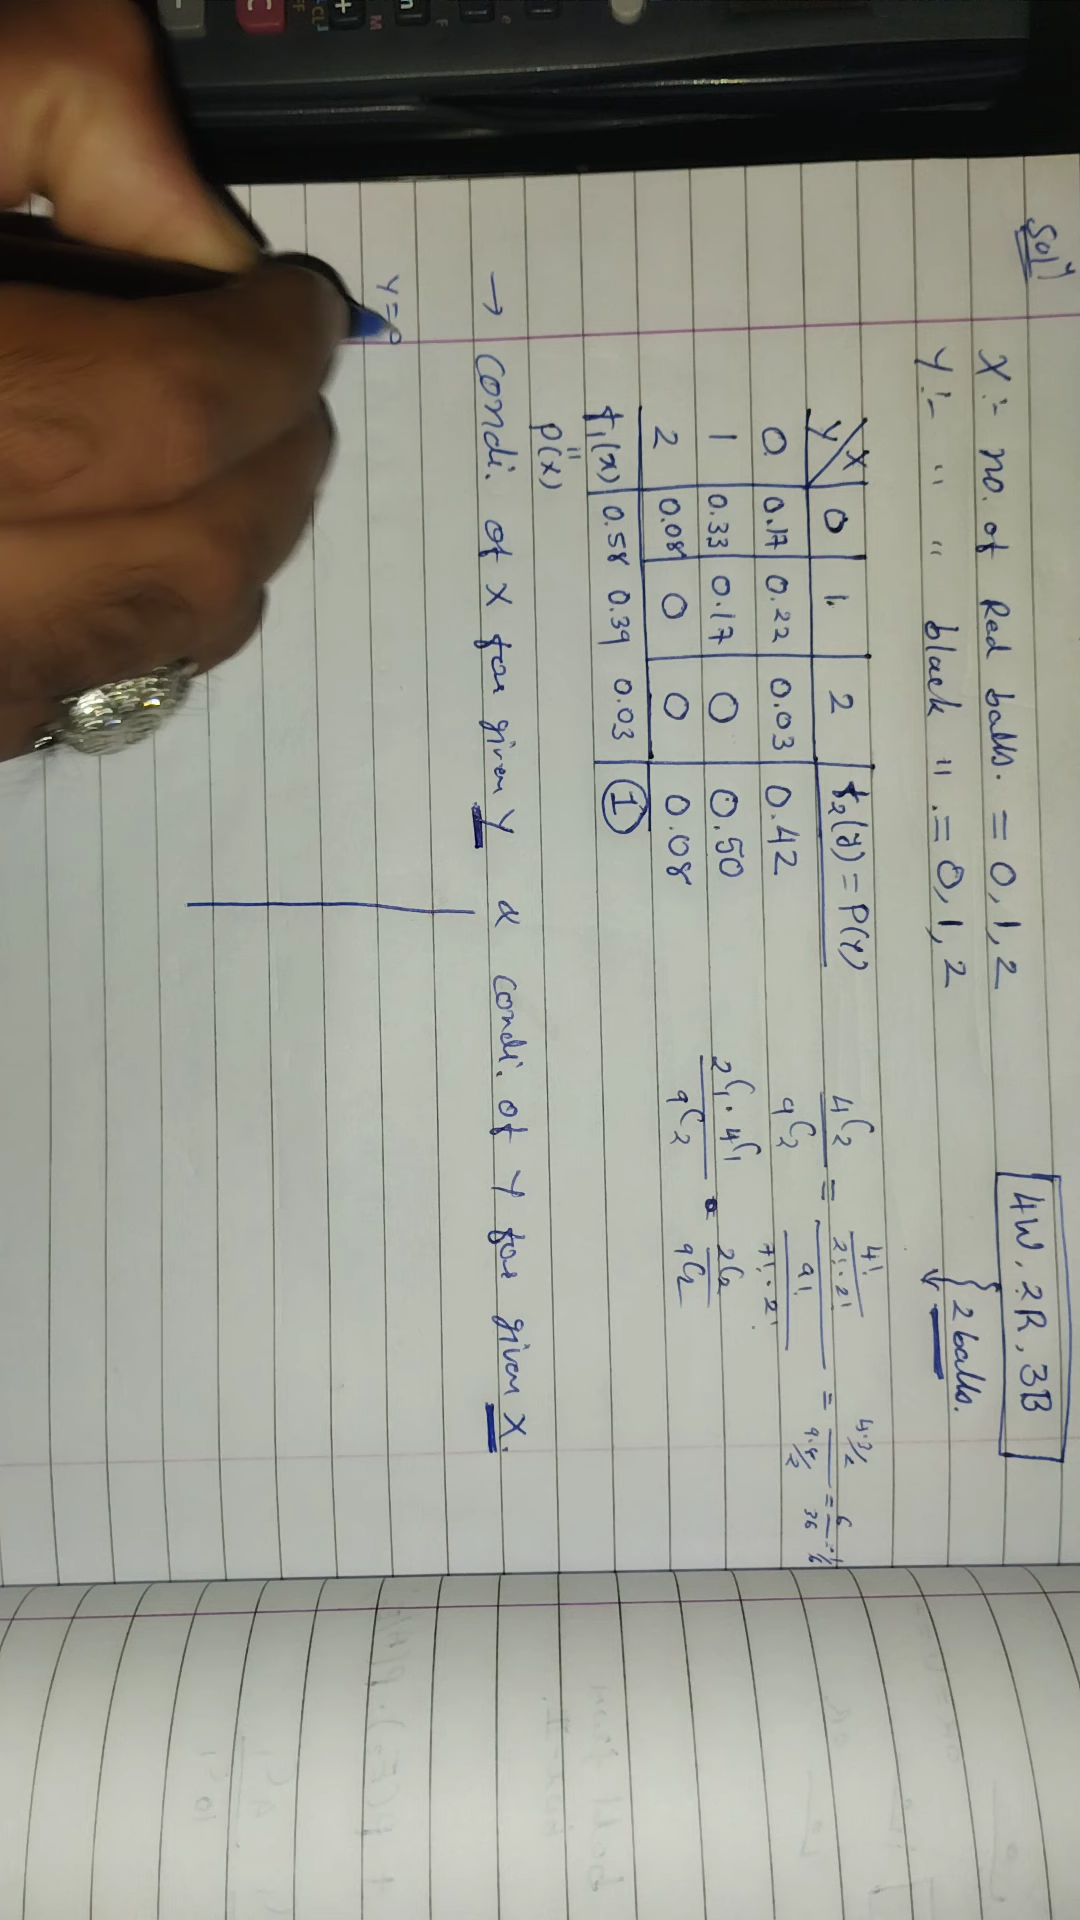 Solⁿ
X :- no. of Red balls. = 0, 1, 2
Y :- " " black " . = 0, 1, 2
4W, 2R, 3B
2 balls.
Y X 0 1. 2 f₂(y) = P(Y)
0 0.17 0.22 0.03 0.42
1 0.33 0.17 0 0.50
2 0.08 0 0 0.08
f₁(x) 0.58 0.39 0.03 1
"
P(x)
4C₂ / 9C₂ = 4! / 2!·2! / 9! / 7!·2! = 4·3/2 / 9·4/2 = 6/36 = 1/6
2C₁·4C₁ / 9C₂ = 2C₂ / 9C₂
→ Condi. of X for given Y & Condi. of Y for given X.
Y = 0